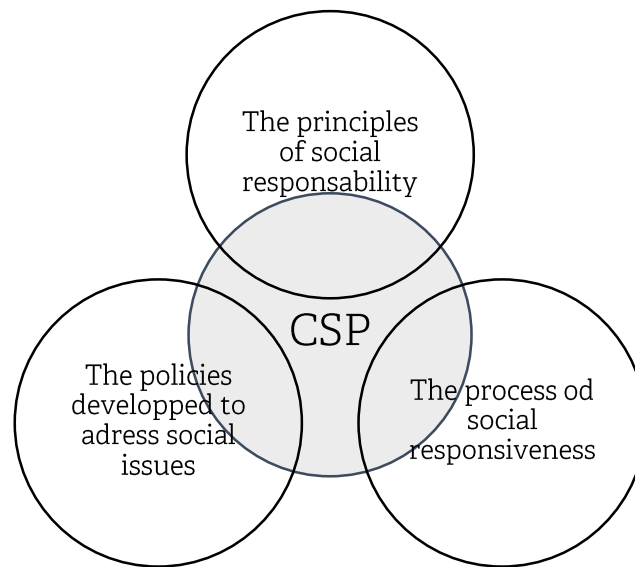 The principles
of social
responsability
CSP
The policies
developped to
adress social
issues
The process od
social
responsiveness